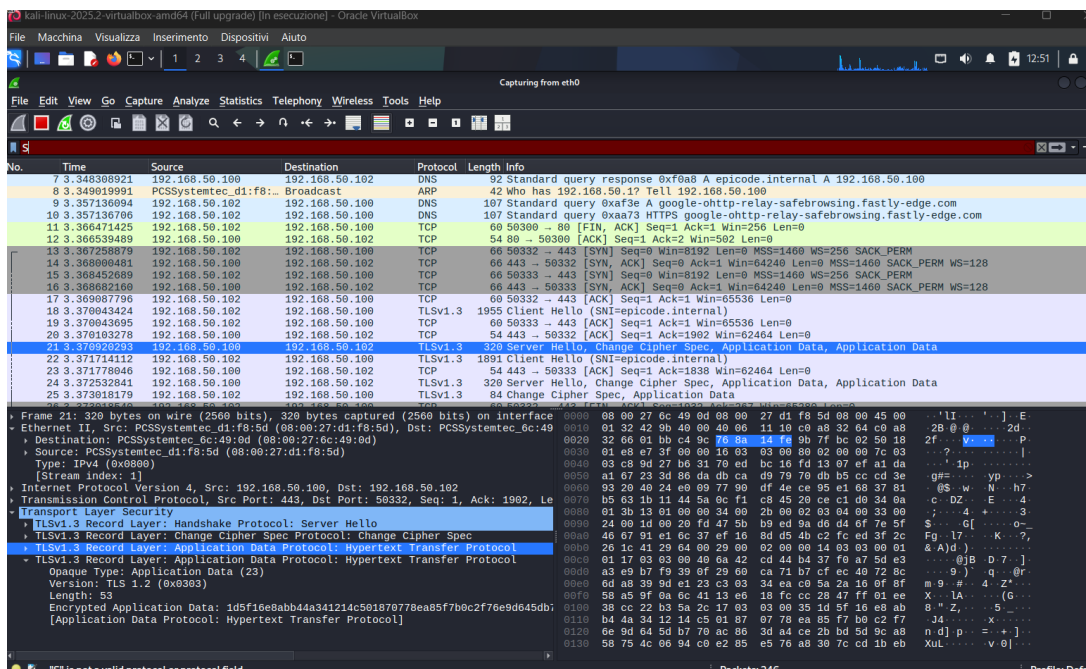 kali-linux-2025.2-virtualbox-amd64 (Full upgrade) [In esecuzione] - Oracle VirtualBox
File Macchina Visualizza Inserimento Dispositivi Aiuto
1 2 3 4 12:51
Capturing from eth0
File Edit View Go Capture Analyze Statistics Telephony Wireless Tools Help
S
No. Time Source Destination Protocol Length Info
7 3.348308921 192.168.50.100 192.168.50.102 DNS 92 Standard query response 0xf0a8 A epicode.internal A 192.168.50.100
8 3.349019991 PCSSystemtec_d1:f8:… Broadcast ARP 42 Who has 192.168.50.1? Tell 192.168.50.100
9 3.357136094 192.168.50.102 192.168.50.100 DNS 107 Standard query 0xaf3e A google-ohttp-relay-safebrowsing.fastly-edge.com
10 3.357136706 192.168.50.102 192.168.50.100 DNS 107 Standard query 0xaa73 HTTPS google-ohttp-relay-safebrowsing.fastly-edge.com
11 3.366471425 192.168.50.102 192.168.50.100 TCP 60 50300 → 80 [FIN, ACK] Seq=1 Ack=1 Win=256 Len=0
12 3.366539489 192.168.50.100 192.168.50.102 TCP 54 80 → 50300 [ACK] Seq=1 Ack=2 Win=502 Len=0
13 3.367258879 192.168.50.102 192.168.50.100 TCP 66 50332 → 443 [SYN] Seq=0 Win=8192 Len=0 MSS=1460 WS=256 SACK_PERM
14 3.368000481 192.168.50.100 192.168.50.102 TCP 66 443 → 50332 [SYN, ACK] Seq=0 Ack=1 Win=64240 Len=0 MSS=1460 SACK_PERM WS=128
15 3.368452689 192.168.50.102 192.168.50.100 TCP 66 50333 → 443 [SYN] Seq=0 Win=8192 Len=0 MSS=1460 WS=256 SACK_PERM
16 3.368682160 192.168.50.100 192.168.50.102 TCP 66 443 → 50333 [SYN, ACK] Seq=0 Ack=1 Win=64240 Len=0 MSS=1460 SACK_PERM WS=128
17 3.369087796 192.168.50.102 192.168.50.100 TCP 60 50332 → 443 [ACK] Seq=1 Ack=1 Win=65536 Len=0
18 3.370043424 192.168.50.102 192.168.50.100 TLSv1.3 1955 Client Hello (SNI=epicode.internal)
19 3.370043695 192.168.50.102 192.168.50.100 TCP 60 50333 → 443 [ACK] Seq=1 Ack=1 Win=65536 Len=0
20 3.370103278 192.168.50.100 192.168.50.102 TCP 54 443 → 50332 [ACK] Seq=1 Ack=1902 Win=62464 Len=0
21 3.370920293 192.168.50.100 192.168.50.102 TLSv1.3 320 Server Hello, Change Cipher Spec, Application Data, Application Data
22 3.371714112 192.168.50.102 192.168.50.100 TLSv1.3 1891 Client Hello (SNI=epicode.internal)
23 3.371778046 192.168.50.100 192.168.50.102 TCP 54 443 → 50333 [ACK] Seq=1 Ack=1838 Win=62464 Len=0
24 3.372532841 192.168.50.100 192.168.50.102 TLSv1.3 320 Server Hello, Change Cipher Spec, Application Data, Application Data
25 3.373018179 192.168.50.102 192.168.50.100 TLSv1.3 84 Change Cipher Spec, Application Data
Frame 21: 320 bytes on wire (2560 bits), 320 bytes captured (2560 bits) on interface
Ethernet II, Src: PCSSystemtec_d1:f8:5d (08:00:27:d1:f8:5d), Dst: PCSSystemtec_6c:49
Destination: PCSSystemtec_6c:49:0d (08:00:27:6c:49:0d)
Source: PCSSystemtec_d1:f8:5d (08:00:27:d1:f8:5d)
Type: IPv4 (0x0800)
[Stream index: 1]
Internet Protocol Version 4, Src: 192.168.50.100, Dst: 192.168.50.102
Transmission Control Protocol, Src Port: 443, Dst Port: 50332, Seq: 1, Ack: 1902, Le
Transport Layer Security
TLSv1.3 Record Layer: Handshake Protocol: Server Hello
TLSv1.3 Record Layer: Change Cipher Spec Protocol: Change Cipher Spec
TLSv1.3 Record Layer: Application Data Protocol: Hypertext Transfer Protocol
TLSv1.3 Record Layer: Application Data Protocol: Hypertext Transfer Protocol
Opaque Type: Application Data (23)
Version: TLS 1.2 (0x0303)
Length: 53
Encrypted Application Data: 1d5f16e8abb44a341214c501870778ea85f7b0c2f76e9d645db7
[Application Data Protocol: Hypertext Transfer Protocol]
0000 08 00 27 6c 49 0d 08 00 27 d1 f8 5d 08 00 45 00
0010 01 32 42 9b 40 00 40 06 11 10 c0 a8 32 64 c0 a8
0020 32 66 01 bb c4 9c 76 8a 14 fe 9b 7f bc 02 50 18
0030 01 e8 e7 3f 00 00 16 03 03 00 80 02 00 00 7c 03
0040 03 c8 9d 27 b6 31 70 ed bc 16 fd 13 07 ef a1 da
0050 a1 67 23 3d 86 da db ca d9 79 70 db b5 cc cd 3e
0060 93 20 40 24 e0 09 77 90 df 4e ce 95 e1 68 37 81
0070 b5 63 1b 11 44 5a 0c f1 c8 45 20 ce c1 d0 34 0a
0080 01 3b 13 01 00 00 34 00 2b 00 02 03 04 00 33 00
0090 24 00 1d 00 20 fd 47 5b b9 ed 9a d6 d4 6f 7e 5f
00a0 46 67 91 e1 6c 37 ef 16 8d d5 4b c2 fc ed 3f 2c
00b0 26 1c 41 29 64 00 29 00 02 00 00 14 03 03 00 01
00c0 01 17 03 03 00 40 6a 42 cd 44 b4 37 f0 a7 5d e3
00d0 a3 e9 b7 f9 39 0f 29 60 ca 71 b7 cf ec 40 72 8c
00e0 6d a8 39 9d e1 23 c3 03 34 ea c0 5a 2a 16 0f 8f
00f0 58 a5 9f 0a 6c 41 13 e6 18 fc cc 28 47 ff 01 ee
0100 38 cc 22 b3 5a 2c 17 03 03 00 35 1d 5f 16 e8 ab
0110 b4 4a 34 12 14 c5 01 87 07 78 ea 85 f7 b0 c2 f7
0120 6e 9d 64 5d b7 70 ac 86 3d a4 ce 2b bd 5d 9c a8
0130 58 75 4c 06 94 c0 e2 85 e5 76 a8 30 7c cd 1b eb